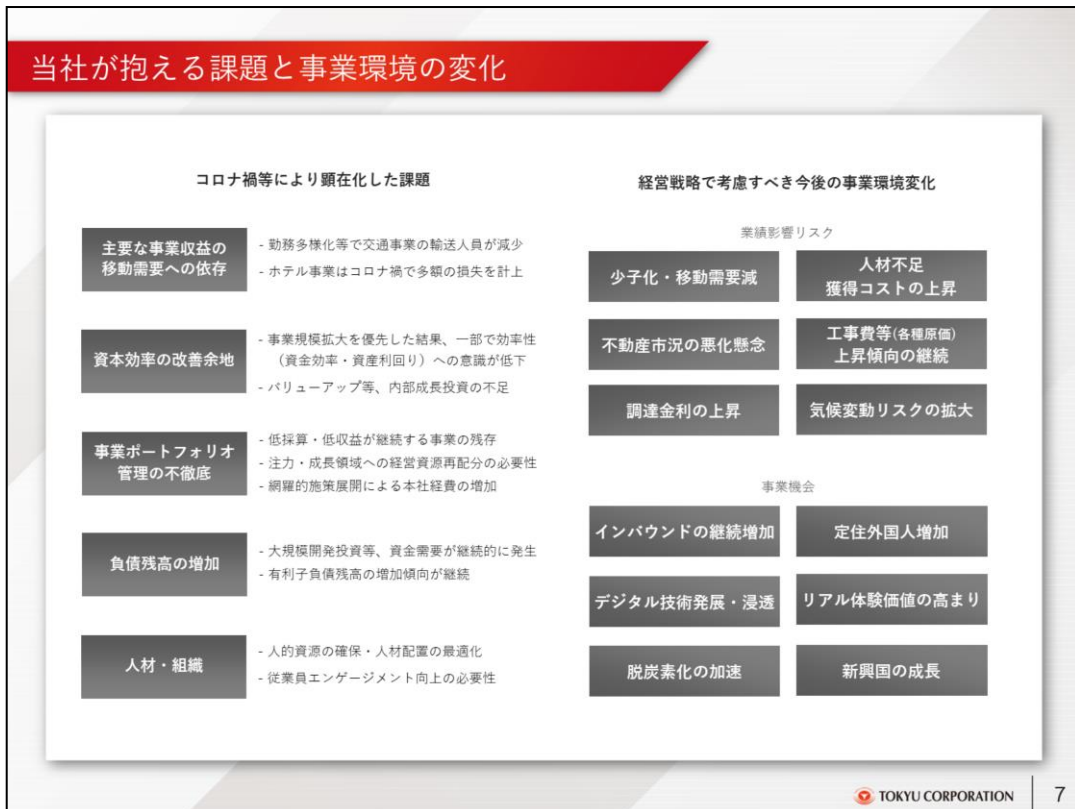 当社が抱える課題と事業環境の変化
コロナ禍等により顕在化した課題
主要な事業収益の
移動需要への依存
- 勤務多様化等で交通事業の輸送人員が減少
- ホテル事業はコロナ禍で多額の損失を計上
資本効率の改善余地
- 事業規模拡大を優先した結果、一部で効率性
（資金効率・資産利回り）への意識が低下
- バリューアップ等、内部成長投資の不足
事業ポートフォリオ
管理の不徹底
- 低採算・低収益が継続する事業の残存
- 注力・成長領域への経営資源再配分の必要性
- 網羅的施策展開による本社経費の増加
負債残高の増加
- 大規模開発投資等、資金需要が継続的に発生
- 有利子負債残高の増加傾向が継続
人材・組織
- 人的資源の確保・人材配置の最適化
- 従業員エンゲージメント向上の必要性
経営戦略で考慮すべき今後の事業環境変化
業績影響リスク
少子化・移動需要減
人材不足
獲得コストの上昇
不動産市況の悪化懸念
工事費等(各種原価)
上昇傾向の継続
調達金利の上昇
気候変動リスクの拡大
事業機会
インバウンドの継続増加
定住外国人増加
デジタル技術発展・浸透
リアル体験価値の高まり
脱炭素化の加速
新興国の成長
TOKYU CORPORATION
7